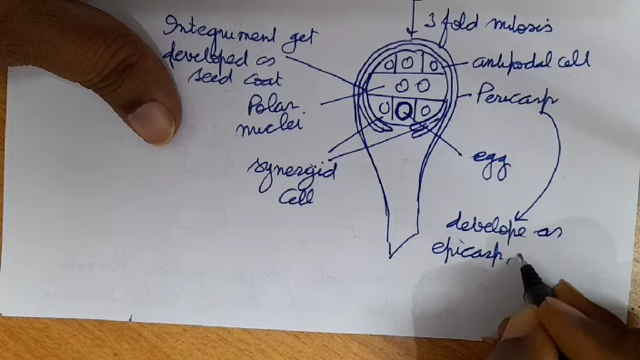 3 fold mitosis
Integument get
developed as
seed coat
antipodal cell
Polar
nuclei
Pericarp
synergid
cell
egg
develope as
epicarp,